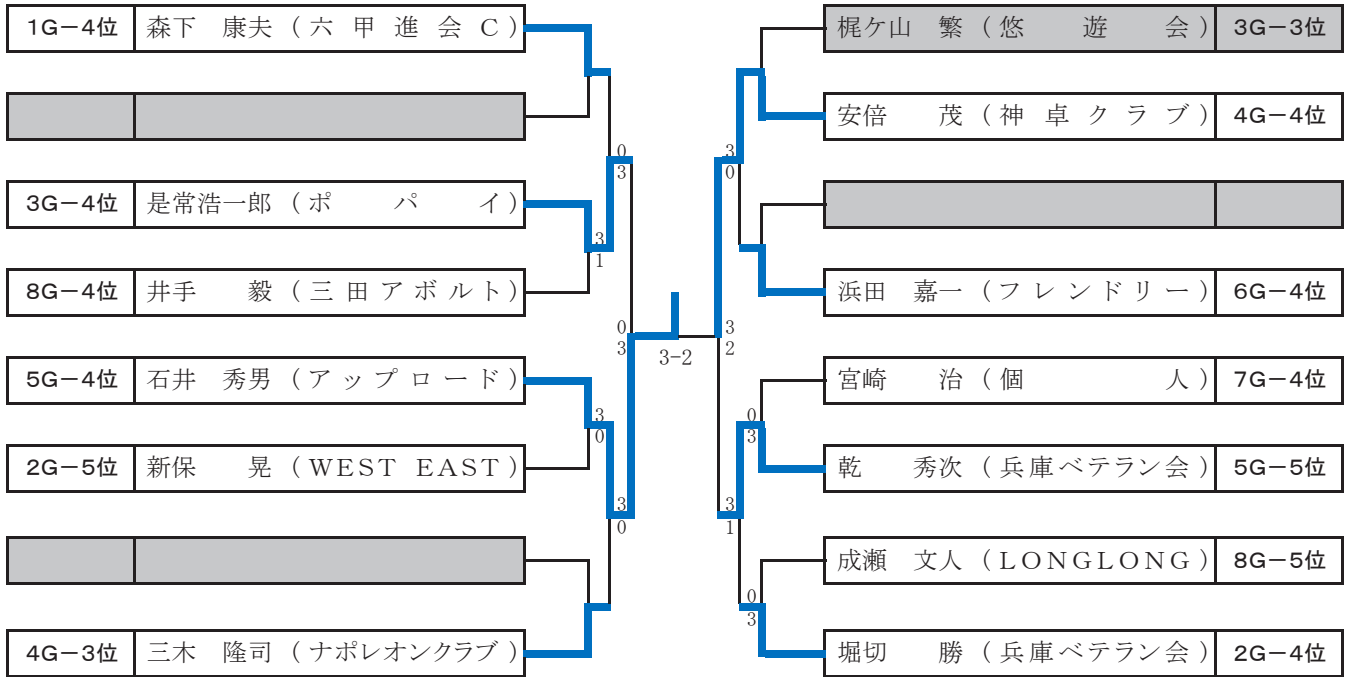 1G－4位 森下　康夫（六甲進会C）
3G－4位 是常浩一郎（ポパイ）
8G－4位 井手　毅（三田アボルト）
5G－4位 石井　秀男（アップロード）
2G－5位 新保　晃（WEST EAST）
4G－3位 三木　隆司（ナポレオンクラブ）
0
3
3
1
0
3
3
0
3
0
3-2
3
0
3
2
0
3
3
1
0
3
梶ケ山　繁（悠遊会） 3G－3位
安倍　茂（神卓クラブ） 4G－4位
浜田　嘉一（フレンドリー） 6G－4位
宮崎　治（個人） 7G－4位
乾　秀次（兵庫ベテラン会） 5G－5位
成瀬　文人（LONGLONG） 8G－5位
堀切　勝（兵庫ベテラン会） 2G－4位